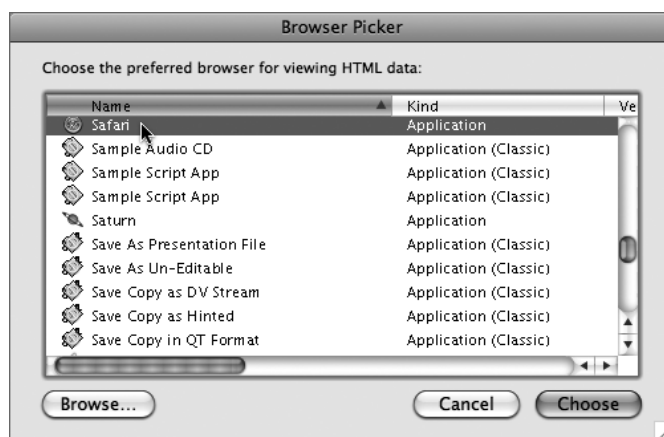 Browser Picker
Choose the preferred browser for viewing HTML data:
Name Kind Ve
Safari Application
Sample Audio CD Application (Classic)
Sample Script App Application (Classic)
Sample Script App Application (Classic)
Saturn Application
Save As Presentation File Application (Classic)
Save As Un-Editable Application (Classic)
Save Copy as DV Stream Application (Classic)
Save Copy as Hinted Application (Classic)
Save Copy in QT Format Application (Classic)
Browse... Cancel Choose